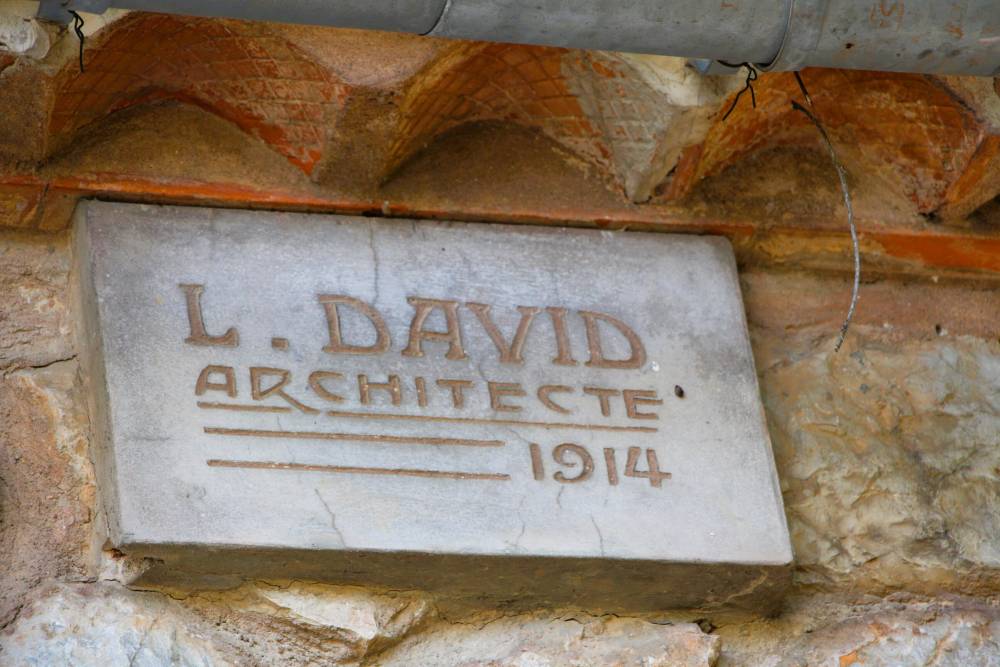 L. DAVID
ARCHITECTE
1914